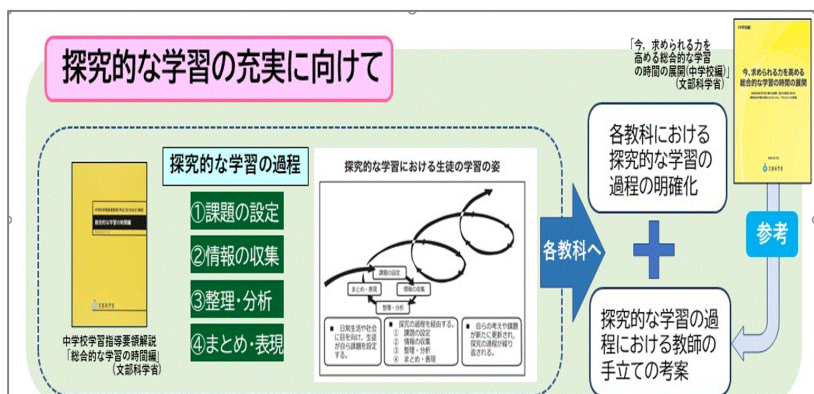 探究的な学習の充実に向けて
「今、求められる力を
高める総合的な学習
の時間の展開(中学校編)」
(文部科学省)
今、求められる力を高める
総合的な学習の時間の展開
文部科学省
探究的な学習の過程
①課題の設定
②情報の収集
③整理・分析
④まとめ・表現
総合的な学習の時間編
文部科学省
中学校学習指導要領解説
「総合的な学習の時間編」
(文部科学省)
探究的な学習における生徒の学習の姿
課題の設定
まとめ・表現
情報の収集
整理・分析
■ 日常生活や社会
に目を向け、生徒
が自ら課題を設定
する。
■ 探究の過程を経由する。
① 課題の設定
② 情報の収集
③ 整理・分析
④ まとめ・表現
■ 自らの考えや課題
が新たに更新され、
探究の過程が繰り
返される。
各教科へ
各教科における
探究的な学習の
過程の明確化
参考
探究的な学習の過
程における教師の
手立ての考案